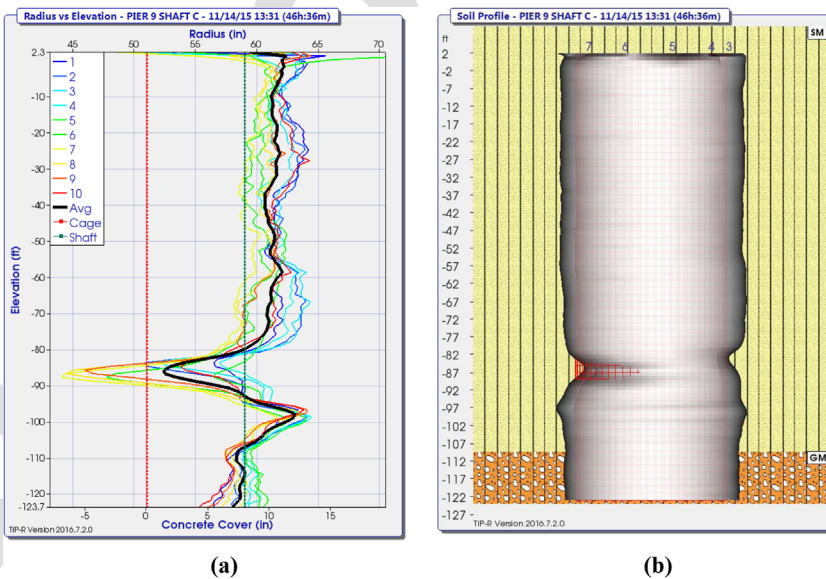 Radius vs Elevation - PIER 9 SHAFT C - 11/14/15 13:31 (46h:36m)
Radius (in)
45 50 55 60 65 70
2.3
-10
-20
-30
-40
-50
-60
-70
-80
-90
-100
-110
-120
-123.7
Elevation (ft)
1
2
3
4
5
6
7
8
9
10
Avg
Cage
Shaft
-5 0 5 10 15
Concrete Cover (in)
TIP-R Version 2016.7.2.0
(a)
Soil Profile - PIER 9 SHAFT C - 11/14/15 13:31 (46h:36m)
ft
SM
7 6 5 4 3
2
-2
-7
-12
-17
-22
-27
-32
-37
-42
-47
-52
-57
-62
-67
-72
-77
-82
-87
-92
-97
-102
-107
GM
-112
-117
-122
-127
TIP-R Version 2016.7.2.0
(b)